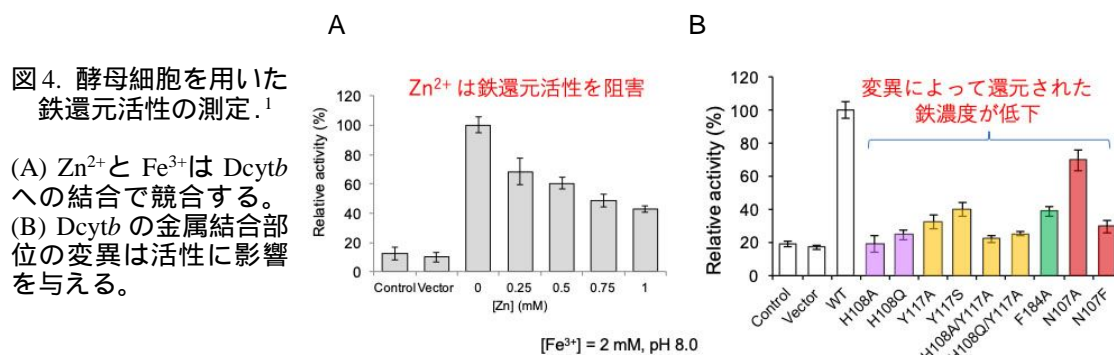 A
B
図4. 酵母細胞を用いた
鉄還元活性の測定.1
(A) Zn2+と Fe3+は Dcytb
への結合で競合する。
(B) Dcytb の金属結合部
位の変異は活性に影響
を与える。
Zn2+ は鉄還元活性を阻害
Relative activity (%)
120
100
80
60
40
20
0
Control Vector 0 0.25 0.5 0.75 1
[Zn] (mM)
[Fe3+] = 2 mM, pH 8.0
変異によって還元された
鉄濃度が低下
Relative activity (%)
120
100
80
60
40
20
0
Control
Vector
WT
H108A
H108Q
Y117A
Y117S
H108A/Y117A
H108Q/Y117A
F184A
N107A
N107F